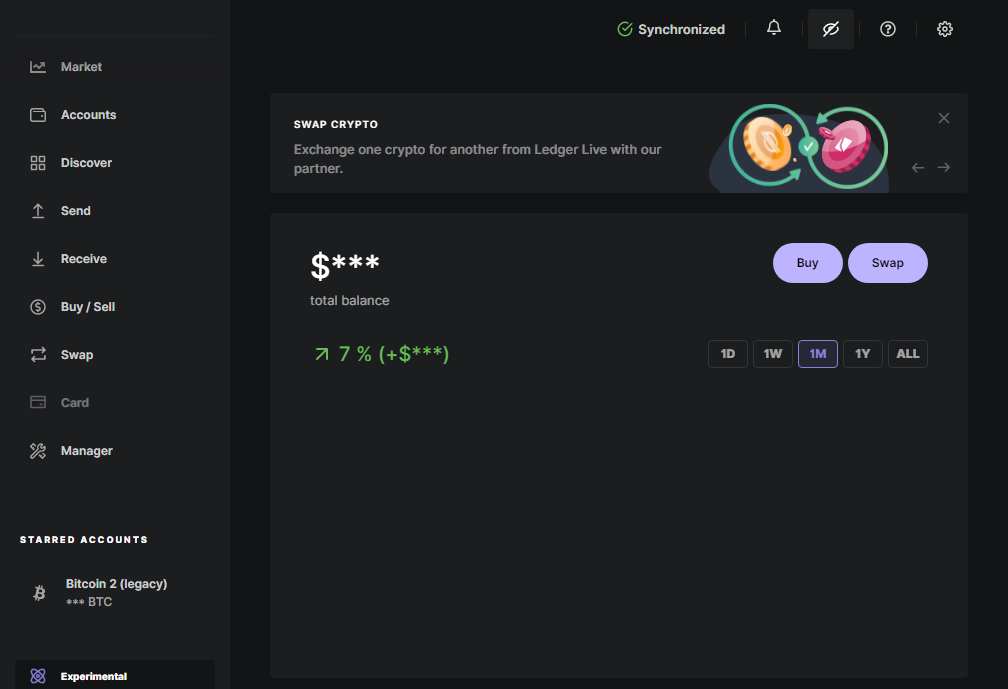 Synchronized
Market
Accounts
Discover
Send
Receive
Buy / Sell
Swap
Card
Manager
STARRED ACCOUNTS
Bitcoin 2 (legacy)
*** BTC
Experimental
SWAP CRYPTO
Exchange one crypto for another from Ledger Live with our
partner.
$***
total balance
Buy
Swap
7 % (+$***)
1D 1W 1M 1Y ALL